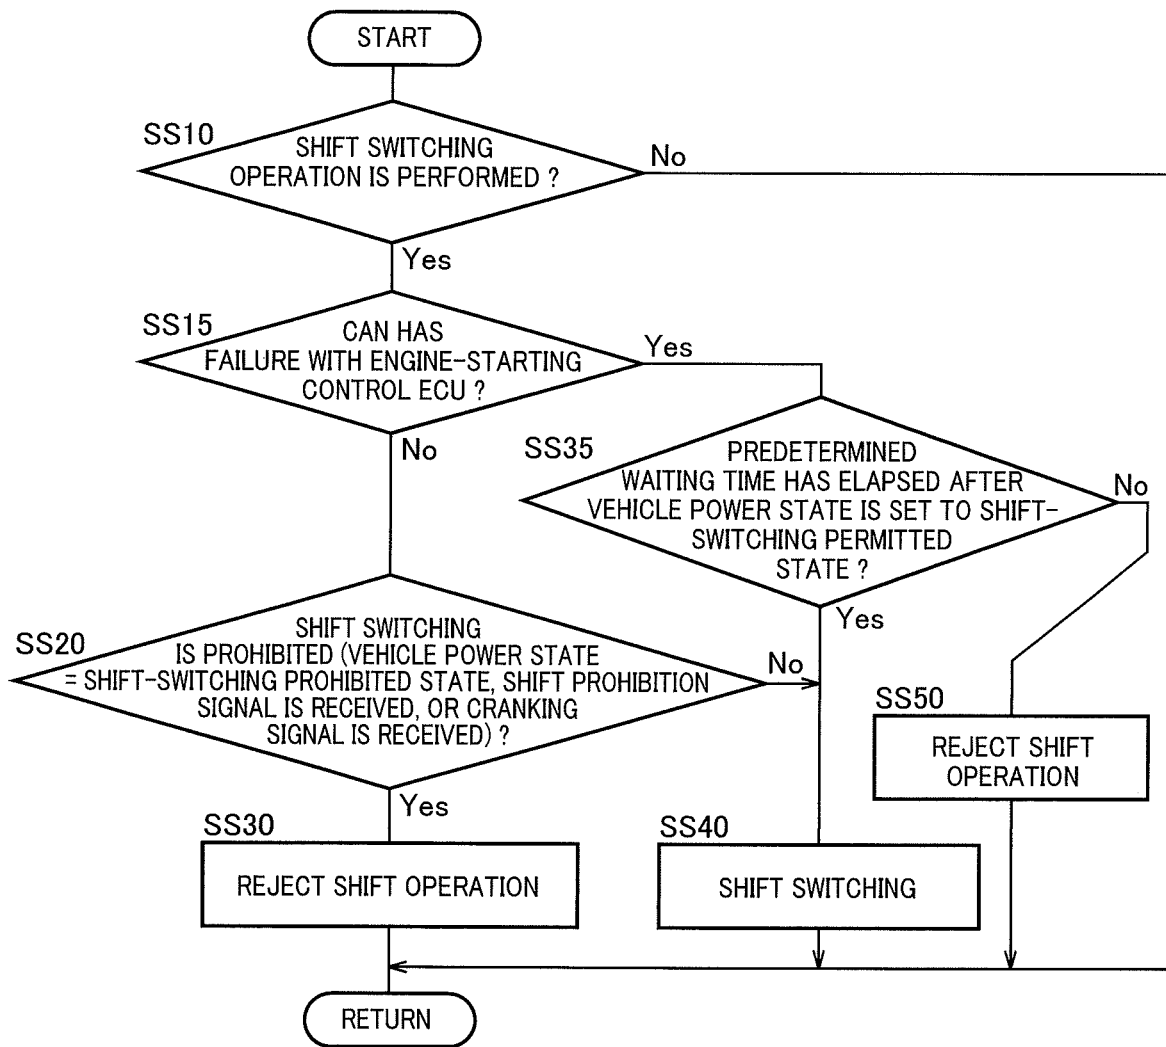 START
SS10
SHIFT SWITCHING
OPERATION IS PERFORMED ?
No
Yes
SS15
CAN HAS
FAILURE WITH ENGINE-STARTING
CONTROL ECU ?
Yes
No
SS35
PREDETERMINED
WAITING TIME HAS ELAPSED AFTER
VEHICLE POWER STATE IS SET TO SHIFT-
SWITCHING PERMITTED
STATE ?
No
Yes
SS20
SHIFT SWITCHING
IS PROHIBITED (VEHICLE POWER STATE
= SHIFT-SWITCHING PROHIBITED STATE, SHIFT PROHIBITION
SIGNAL IS RECEIVED, OR CRANKING
SIGNAL IS RECEIVED) ?
No
Yes
SS50
REJECT SHIFT
OPERATION
SS30
REJECT SHIFT OPERATION
SS40
SHIFT SWITCHING
RETURN